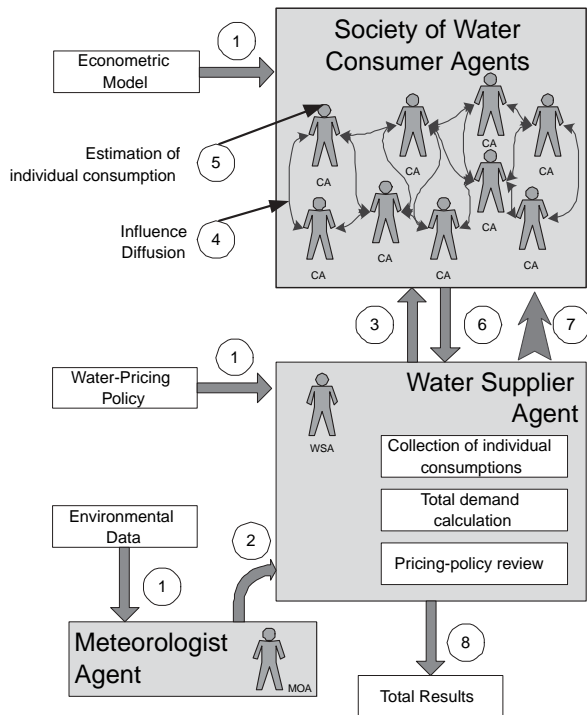 Society of Water
Consumer Agents
1
Econometric
Model
Estimation of
individual consumption
5
Influence
Diffusion
4
CA
CA
CA
CA
CA
CA
CA
CA
CA
3
6
7
1
Water-Pricing
Policy
Water Supplier
Agent
WSA
Collection of individual
consumptions
Total demand
calculation
Pricing-policy review
Environmental
Data
2
1
Meteorologist
Agent
MOA
8
Total Results